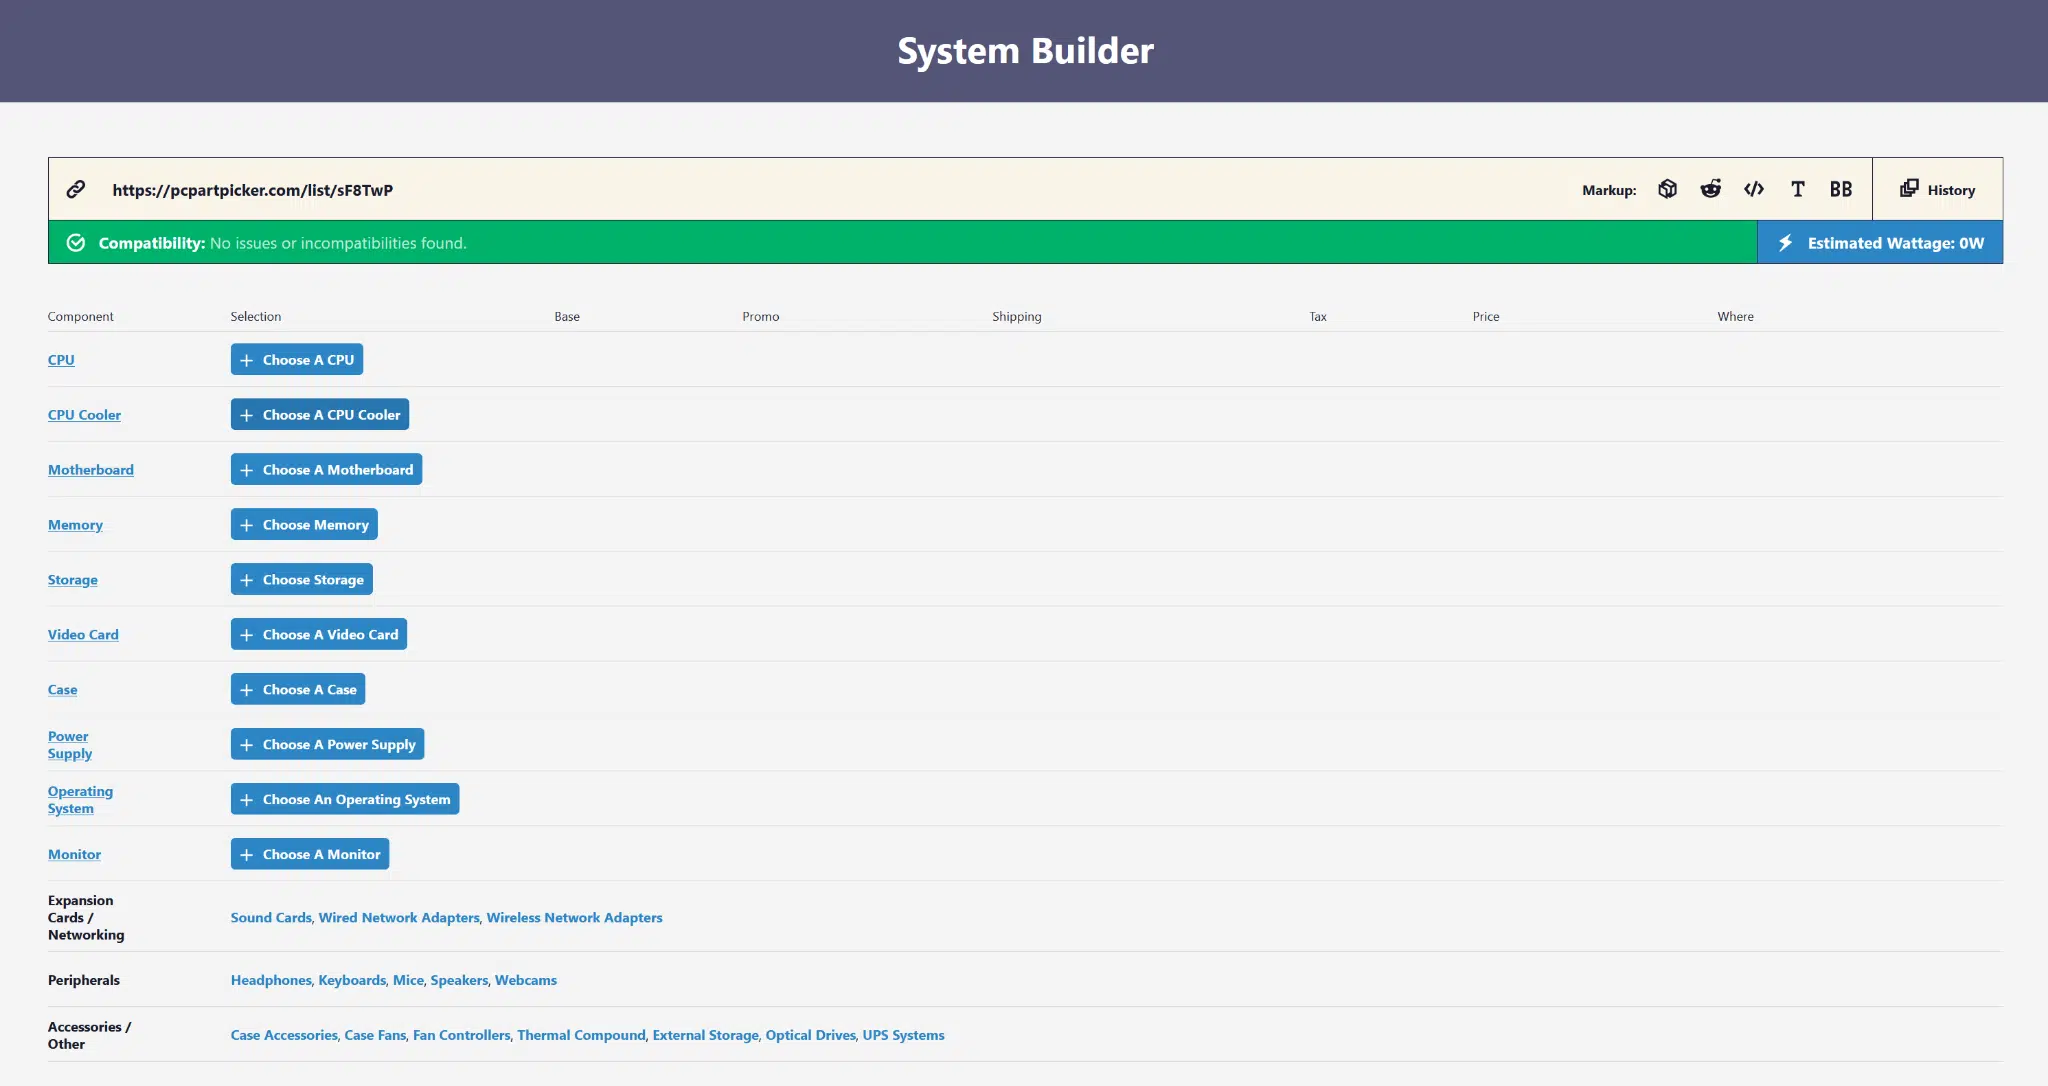 System Builder
https://pcpartpicker.com/list/sF8TwP
Markup: T BB History
Compatibility: No issues or incompatibilities found.
Estimated Wattage: 0W
Component Selection Base Promo Shipping Tax Price Where
CPU + Choose A CPU
CPU Cooler + Choose A CPU Cooler
Motherboard + Choose A Motherboard
Memory + Choose Memory
Storage + Choose Storage
Video Card + Choose A Video Card
Case + Choose A Case
Power
Supply
+ Choose A Power Supply
Operating
System
+ Choose An Operating System
Monitor + Choose A Monitor
Expansion
Cards /
Networking
Sound Cards, Wired Network Adapters, Wireless Network Adapters
Peripherals Headphones, Keyboards, Mice, Speakers, Webcams
Accessories /
Other
Case Accessories, Case Fans, Fan Controllers, Thermal Compound, External Storage, Optical Drives, UPS Systems